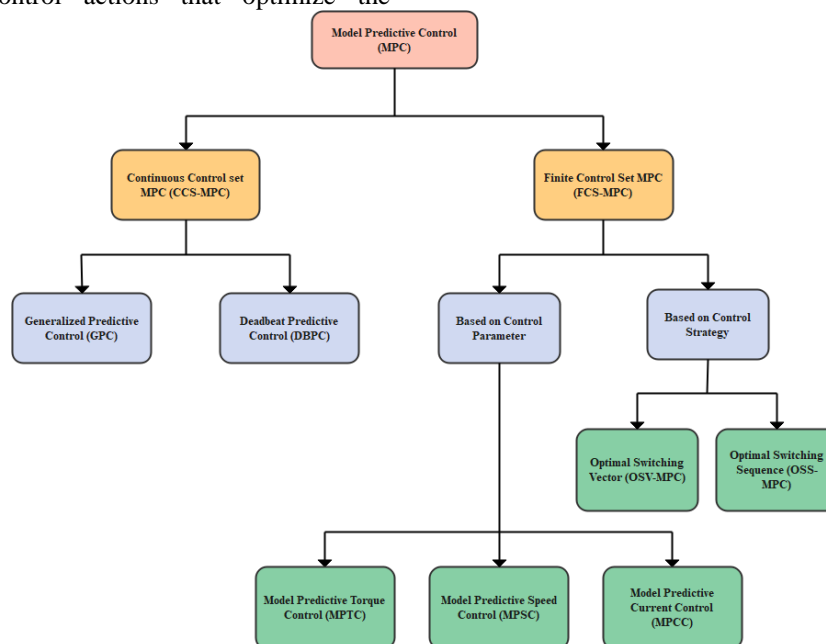 control actions that optimize the
Model Predictive Control
(MPC)
Continuous Control set
MPC (CCS-MPC)
Finite Control Set MPC
(FCS-MPC)
Generalized Predictive
Control (GPC)
Deadbeat Predictive
Control (DBPC)
Based on Control
Parameter
Based on Control
Strategy
Optimal Switching
Vector (OSV-MPC)
Optimal Switching
Sequence (OSS-
MPC)
Model Predictive Torque
Control (MPTC)
Model Predictive Speed
Control (MPSC)
Model Predictive
Current Control
(MPCC)